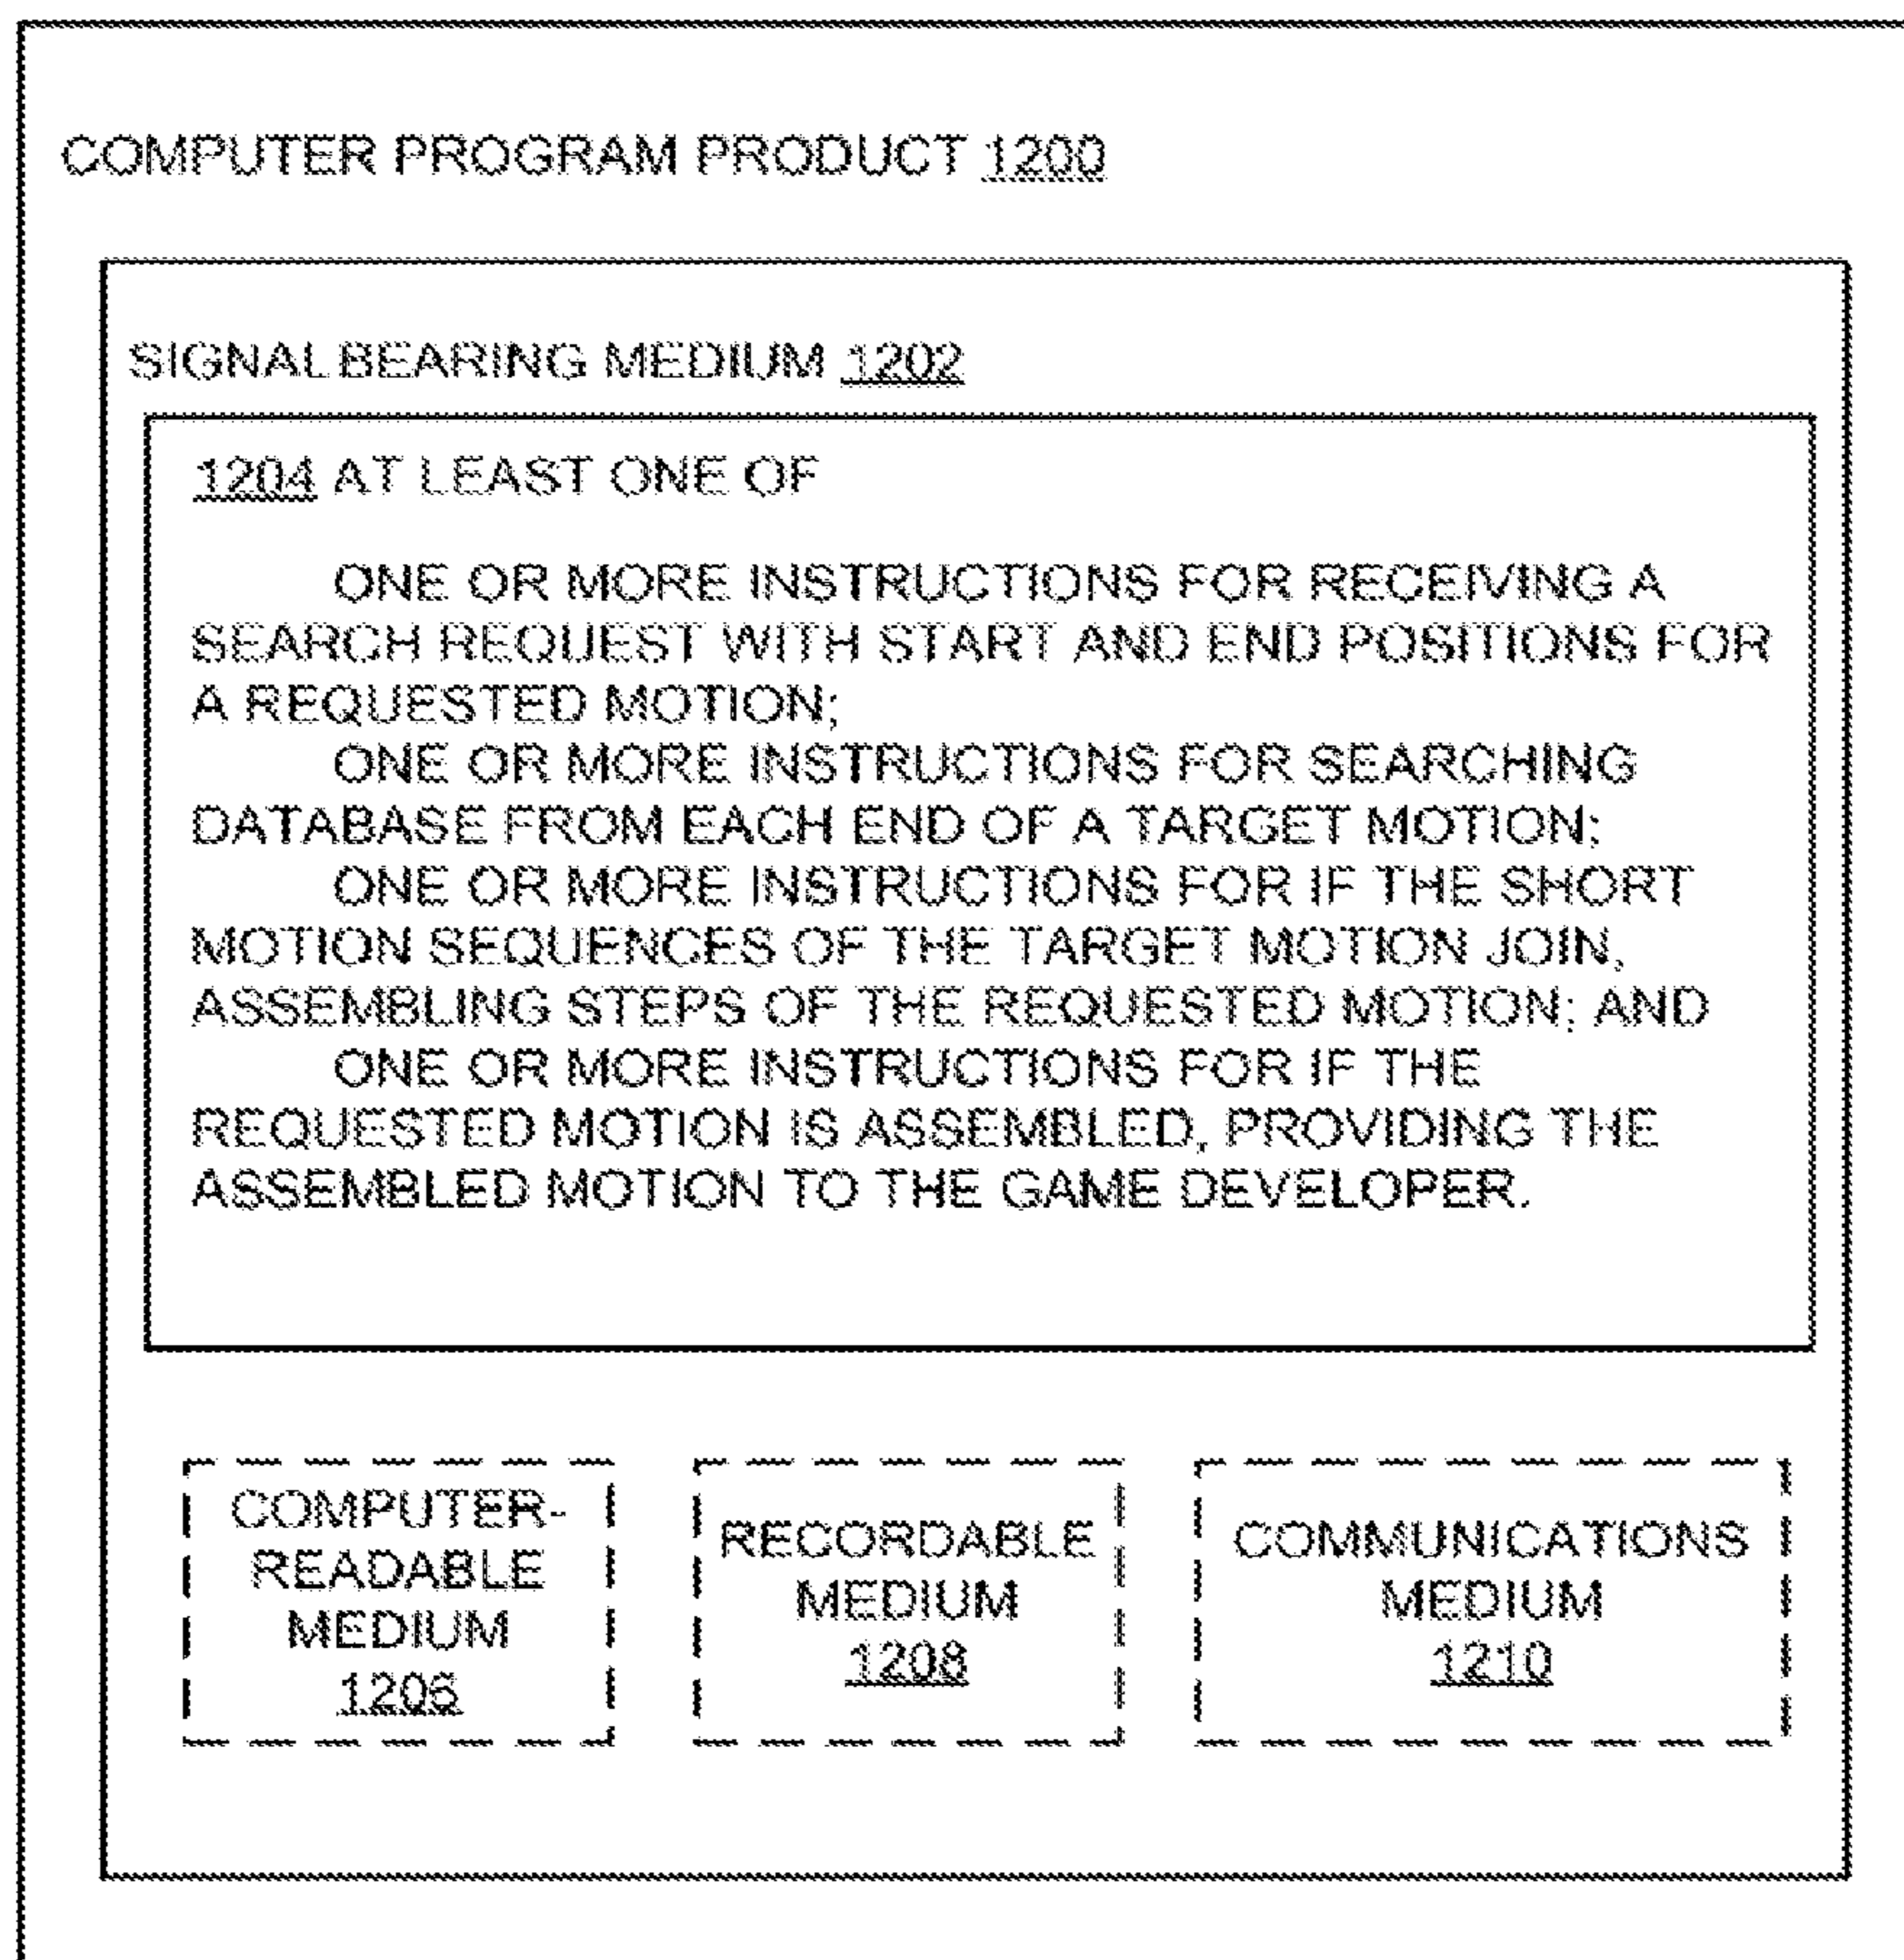 COMPUTER PROGRAM PRODUCT 1200
SIGNAL BEARING MEDIUM 1202
1204 AT LEAST ONE OF
ONE OR MORE INSTRUCTIONS FOR RECEIVING A
SEARCH REQUEST WITH START AND END POSITIONS FOR
A REQUESTED MOTION;
ONE OR MORE INSTRUCTIONS FOR SEARCHING
DATABASE FROM EACH END OF A TARGET MOTION;
ONE OR MORE INSTRUCTIONS FOR IF THE SHORT
MOTION SEQUENCES OF THE TARGET MOTION JOIN,
ASSEMBLING STEPS OF THE REQUESTED MOTION; AND
ONE OR MORE INSTRUCTIONS FOR IF THE
REQUESTED MOTION IS ASSEMBLED, PROVIDING THE
ASSEMBLED MOTION TO THE GAME DEVELOPER.
COMPUTER-
READABLE
MEDIUM
1206
RECORDABLE
MEDIUM
1208
COMMUNICATIONS
MEDIUM
1210